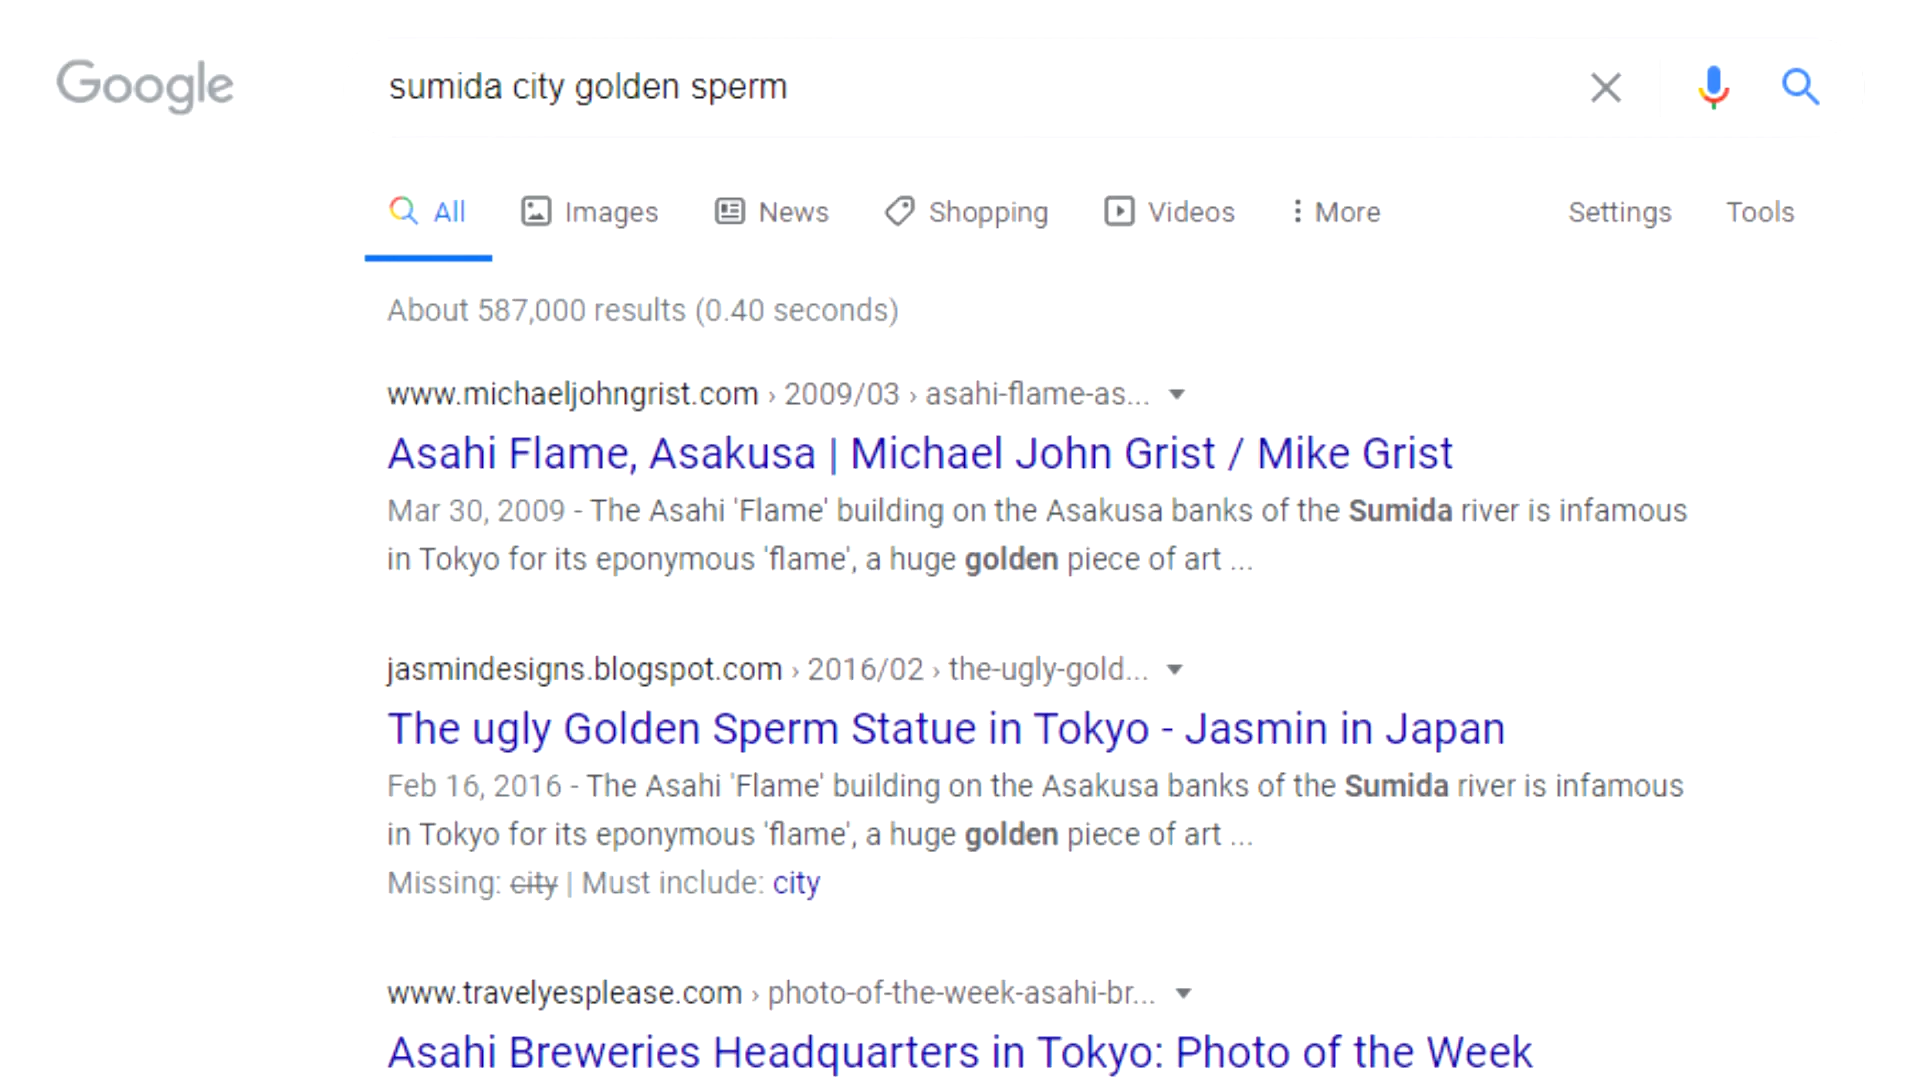 Google
sumida city golden sperm
All Images News Shopping Videos More Settings Tools
About 587,000 results (0.40 seconds)
www.michaeljohngrist.com › 2009/03 › asahi-flame-as...
Asahi Flame, Asakusa | Michael John Grist / Mike Grist
Mar 30, 2009 - The Asahi 'Flame' building on the Asakusa banks of the Sumida river is infamous
in Tokyo for its eponymous 'flame', a huge golden piece of art ...
jasmindesigns.blogspot.com › 2016/02 › the-ugly-gold...
The ugly Golden Sperm Statue in Tokyo - Jasmin in Japan
Feb 16, 2016 - The Asahi 'Flame' building on the Asakusa banks of the Sumida river is infamous
in Tokyo for its eponymous 'flame', a huge golden piece of art ...
Missing: city | Must include: city
www.travelyesplease.com › photo-of-the-week-asahi-br...
Asahi Breweries Headquarters in Tokyo: Photo of the Week